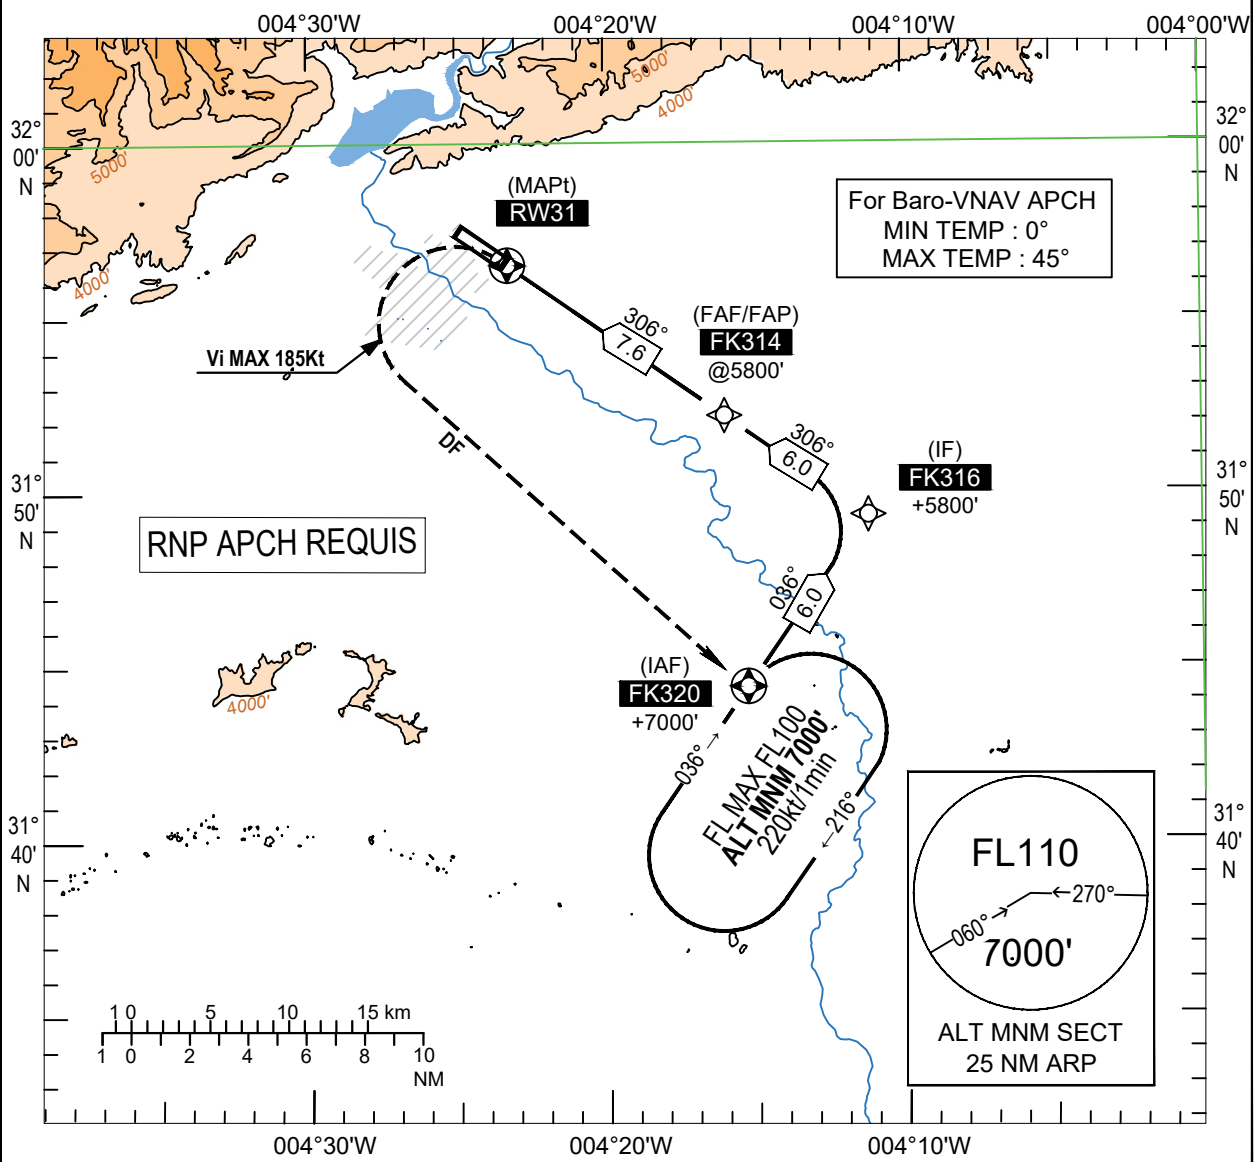 004°30'W
004°20'W
004°10'W
004°00'W
5000'
4000'
32°
00'
N
32°
00'
N
5000'
4000'
(MAPt)
RW31
For Baro-VNAV APCH
MIN TEMP : 0°
MAX TEMP : 45°
306°
7.6
(FAF/FAP)
FK314
@5800'
Vi MAX 185Kt
DF
306°
6.0
(IF)
FK316
+5800'
31°
50'
N
31°
50'
N
RNP APCH REQUIS
036°
6.0
(IAF)
FK320
+7000'
4000'
036°
FL MAX FL100
ALT MNM 7000'
220kt/1min
216°
31°
40'
N
31°
40'
N
FL110
270°
060°
7000'
ALT MNM SECT
25 NM ARP
1 0 5 10 15 km
1 0 2 4 6 8 10
NM
004°30'W
004°20'W
004°10'W